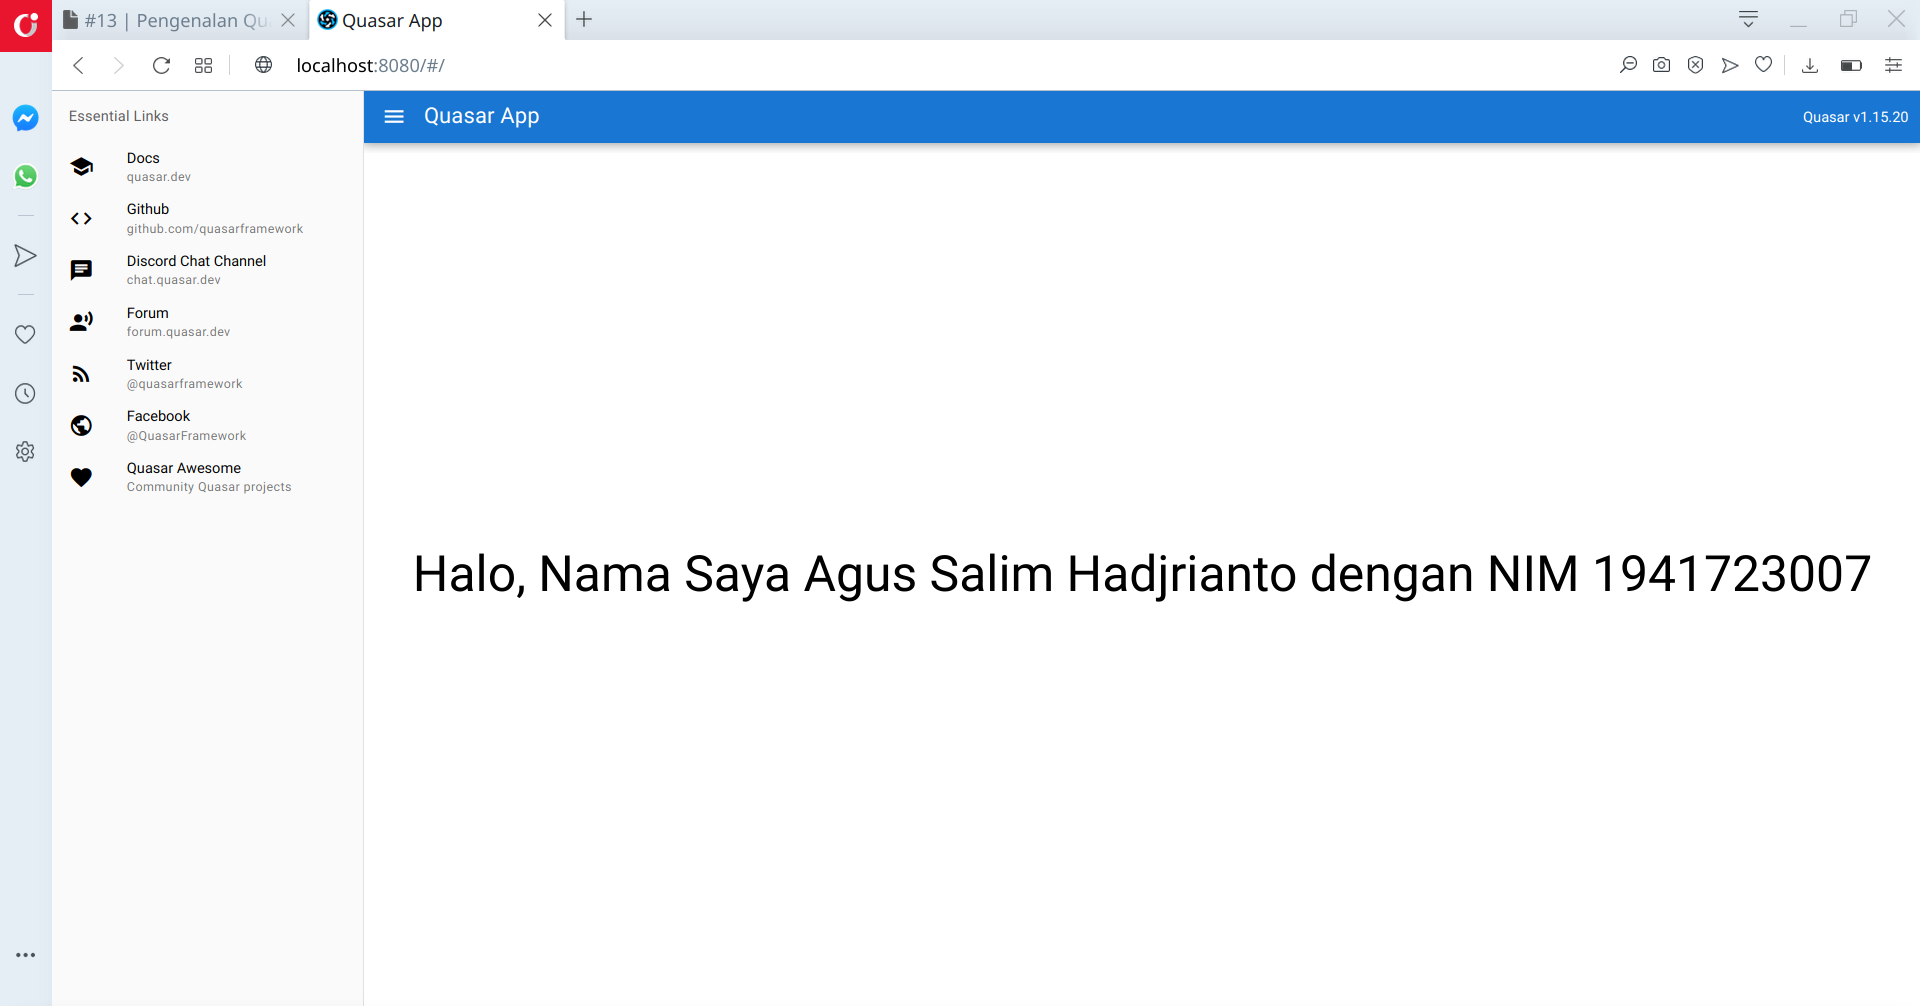 #13 | Pengenalan Qu
Quasar App
localhost:8080/#/
Essential Links
Docs
quasar.dev
Github
github.com/quasarframework
Discord Chat Channel
chat.quasar.dev
Forum
forum.quasar.dev
Twitter
@quasarframework
Facebook
@QuasarFramework
Quasar Awesome
Community Quasar projects
Quasar App
Quasar v1.15.20
Halo, Nama Saya Agus Salim Hadjrianto dengan NIM 1941723007